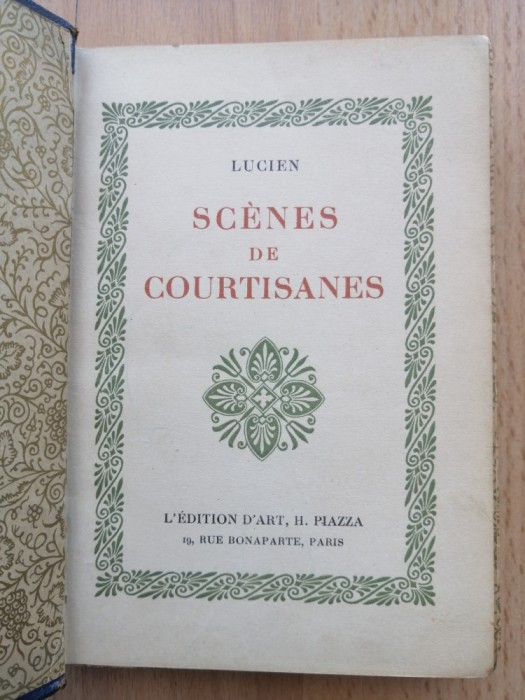 LUCIEN
SCÈNES
DE
COURTISANES
L'ÉDITION D'ART, H. PIAZZA
19, RUE BONAPARTE, PARIS